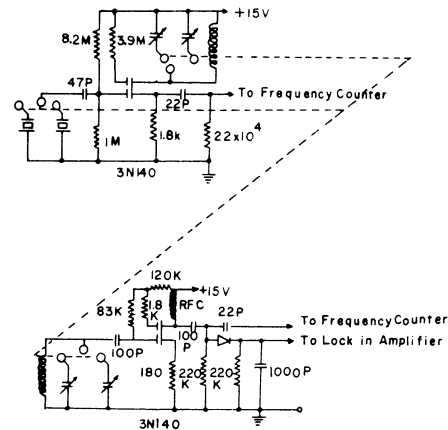 +15V
8.2M
3.9M
47P
22P
To Frequency Counter
1M
1.8k
22x10⁴
3N140
120K
+15V
83K
1.8
K
RFC
22P
100
P
To Frequency Counter
To Lock in Amplifier
100P
180
220
K
220
K
1000P
3N140